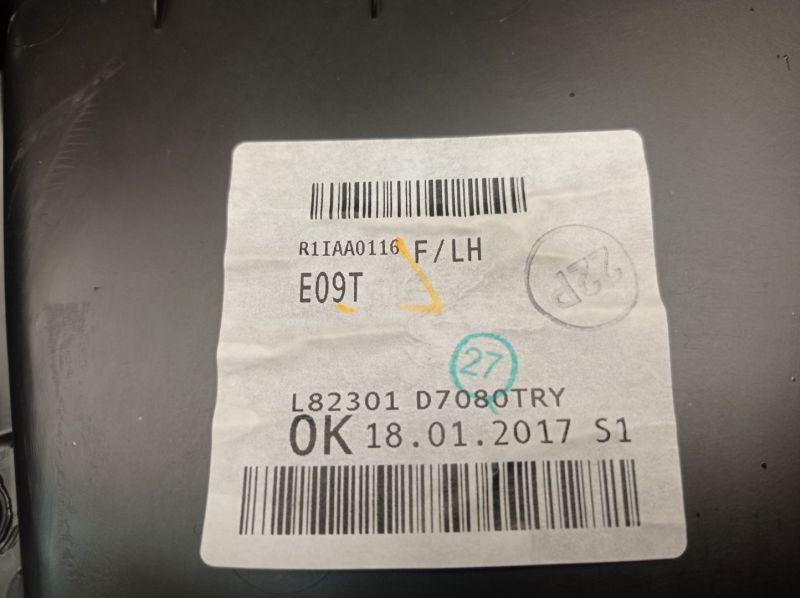 R1IAA0116 F/LH
E09T
22P
27
L82301 D7080TRY
OK 18.01.2017 S1